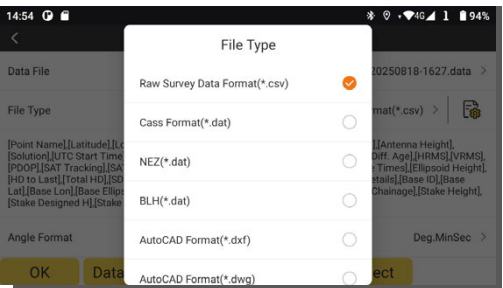 14:54 4G 1 94%
File Type
Data File 20250818-1627.data >
Raw Survey Data Format(*.csv)
File Type mat(*.csv) >
Cass Format(*.dat)
[Point Name],[Latitude],[Lo ],[Antenna Height],
[Solution],[UTC Start Time Diff. Age],[HRMS],[VRMS],
[PDOP],[SAT Tracking],[SA e Times],[Ellipsoid Height],
NEZ(*.dat)
[HD to Last],[Total HD],[SD etails],[Base ID],[Base
Lat],[Base Lon],[Base Ellips Chainage],[Stake Height],
[Stake Designed H],[Stake
BLH(*.dat)
AutoCAD Format(*.dxf)
Angle Format Deg.MinSec >
AutoCAD Format(*.dwg)
OK Data ect